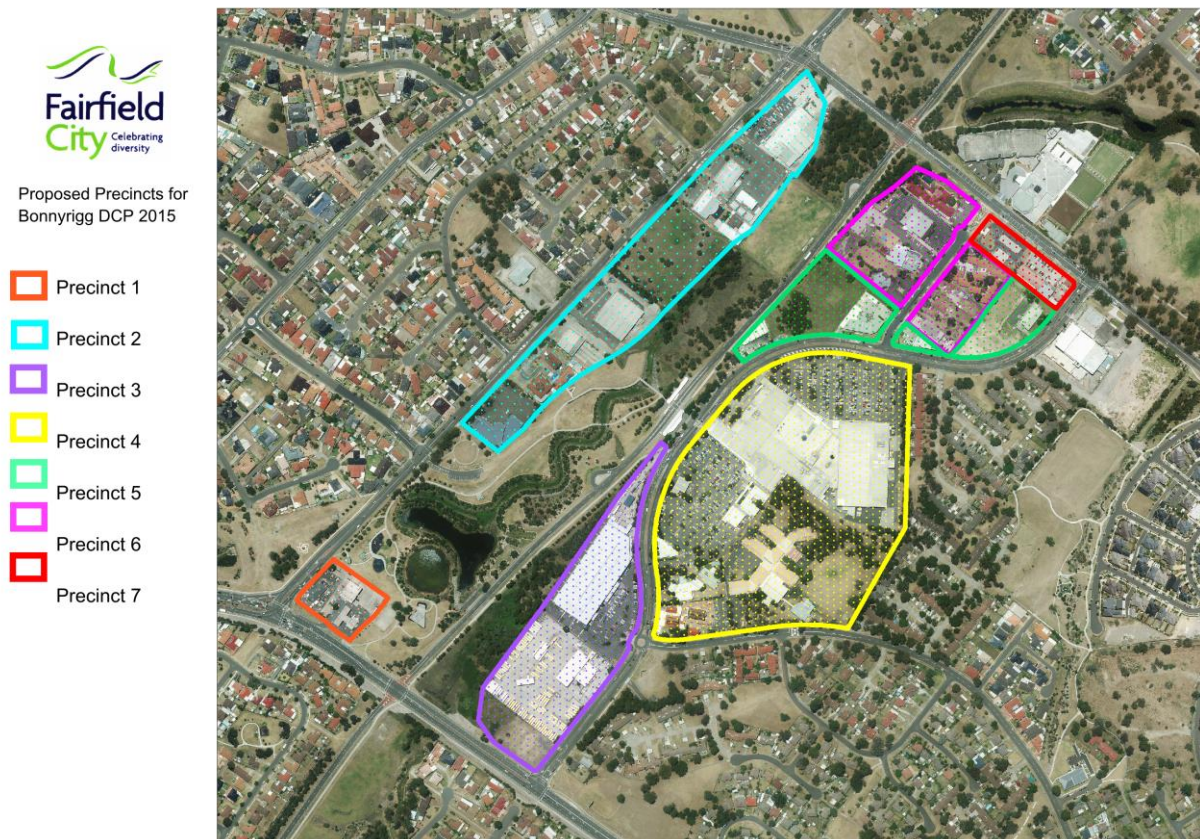 Fairfield
City Celebrating
diversity
Proposed Precincts for
Bonnyrigg DCP 2015
Precinct 1
Precinct 2
Precinct 3
Precinct 4
Precinct 5
Precinct 6
Precinct 7